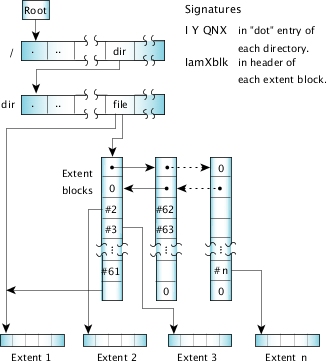 Root
Signatures
I Y QNX in "dot" entry of
each directory.
/ . .. dir
IamXblk in header of
each extent block.
dir . .. file
Extent
blocks
0
0
#2 #62
#3 #63
⋮ ⋮ ⋮
#61 #n
0 0
Extent 1 Extent 2 Extent 3 Extent n